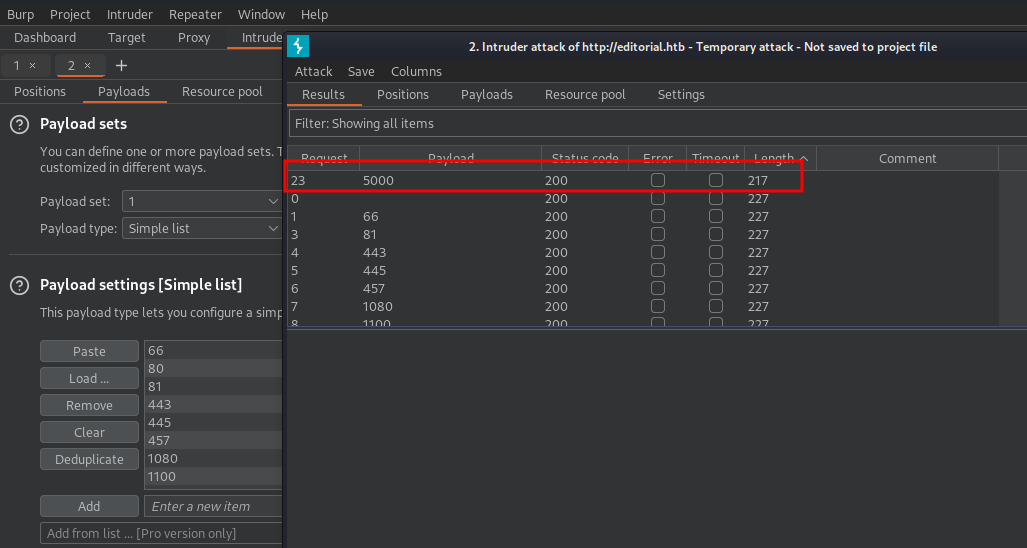 Burp Project Intruder Repeater Window Help
Dashboard Target Proxy Intrude
1 × 2 × +
Positions Payloads Resource pool
? Payload sets
You can define one or more payload sets. T
customized in different ways.
Payload set: 1
Payload type: Simple list
? Payload settings [Simple list]
This payload type lets you configure a simp
Paste
Load ...
Remove
Clear
Deduplicate
66
80
81
443
445
457
1080
1100
Add Enter a new item
Add from list ... [Pro version only]
2. Intruder attack of http://editorial.htb - Temporary attack - Not saved to project file
Attack Save Columns
Results Positions Payloads Resource pool Settings
Filter: Showing all items
Request Payload Status code Error Timeout Length Comment
23 5000 200 217
0 200 227
1 66 200 227
3 81 200 227
4 443 200 227
5 445 200 227
6 457 200 227
7 1080 200 227
8 1100 200 227